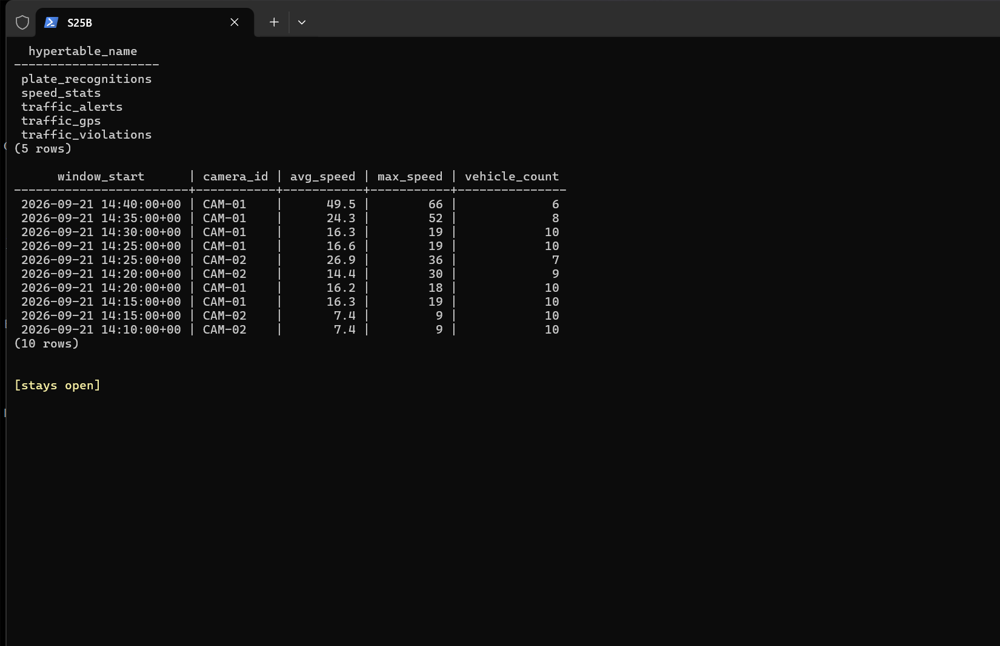 S25B
hypertable_name
--------------------
plate_recognitions
speed_stats
traffic_alerts
traffic_gps
traffic_violations
(5 rows)
window_start | camera_id | avg_speed | max_speed | vehicle_count
------------------------+-----------+-----------+-----------+---------------
2026-09-21 14:40:00+00 | CAM-01 | 49.5 | 66 | 6
2026-09-21 14:35:00+00 | CAM-01 | 24.3 | 52 | 8
2026-09-21 14:30:00+00 | CAM-01 | 16.3 | 19 | 10
2026-09-21 14:25:00+00 | CAM-01 | 16.6 | 19 | 10
2026-09-21 14:25:00+00 | CAM-02 | 26.9 | 36 | 7
2026-09-21 14:20:00+00 | CAM-02 | 14.4 | 30 | 9
2026-09-21 14:20:00+00 | CAM-01 | 16.2 | 18 | 10
2026-09-21 14:15:00+00 | CAM-01 | 16.3 | 19 | 10
2026-09-21 14:15:00+00 | CAM-02 | 7.4 | 9 | 10
2026-09-21 14:10:00+00 | CAM-02 | 7.4 | 9 | 10
(10 rows)
[stays open]